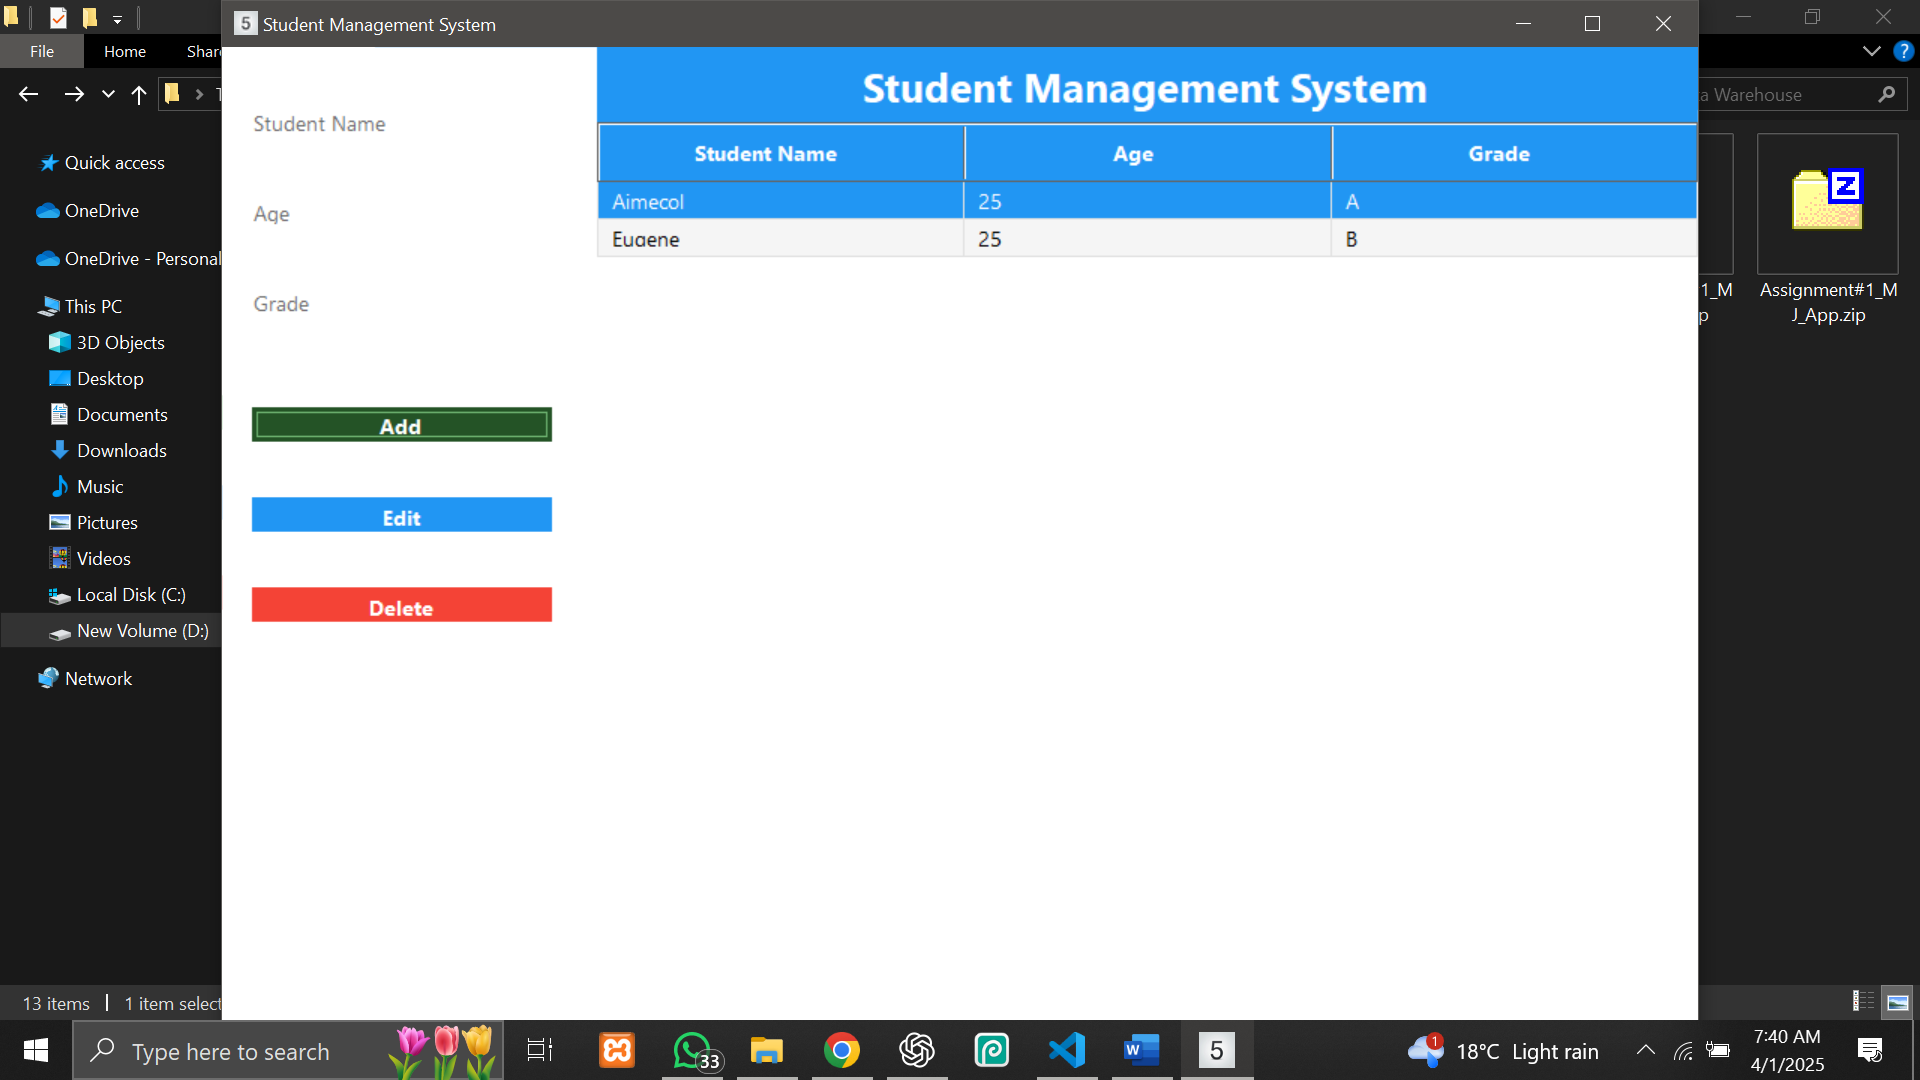 5 Student Management System
File Home Shar
Student Management System
Student Name
Age
Grade
Add
Edit
Delete
Student Name Age Grade
Aimecol 25 A
Eugene 25 B
a Warehouse
Quick access
OneDrive
OneDrive - Personal
This PC
3D Objects
Desktop
Documents
Downloads
Music
Pictures
Videos
Local Disk (C:)
New Volume (D:)
Network
1_M
p
Assignment#1_M
J_App.zip
13 items 1 item select
Type here to search
33
W
5
1
18°C Light rain
7:40 AM
4/1/2025